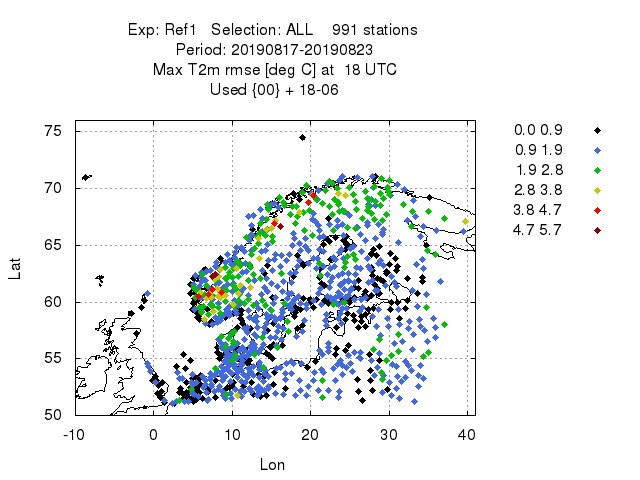 Exp: Ref1   Selection: ALL    991 stations
Period: 20190817-20190823
Max T2m rmse [deg C] at  18 UTC
Used {00} + 18-06
75
70
65
60
55
50
Lat
-10 0 10 20 30 40
Lon
0.0 0.9
0.9 1.9
1.9 2.8
2.8 3.8
3.8 4.7
4.7 5.7